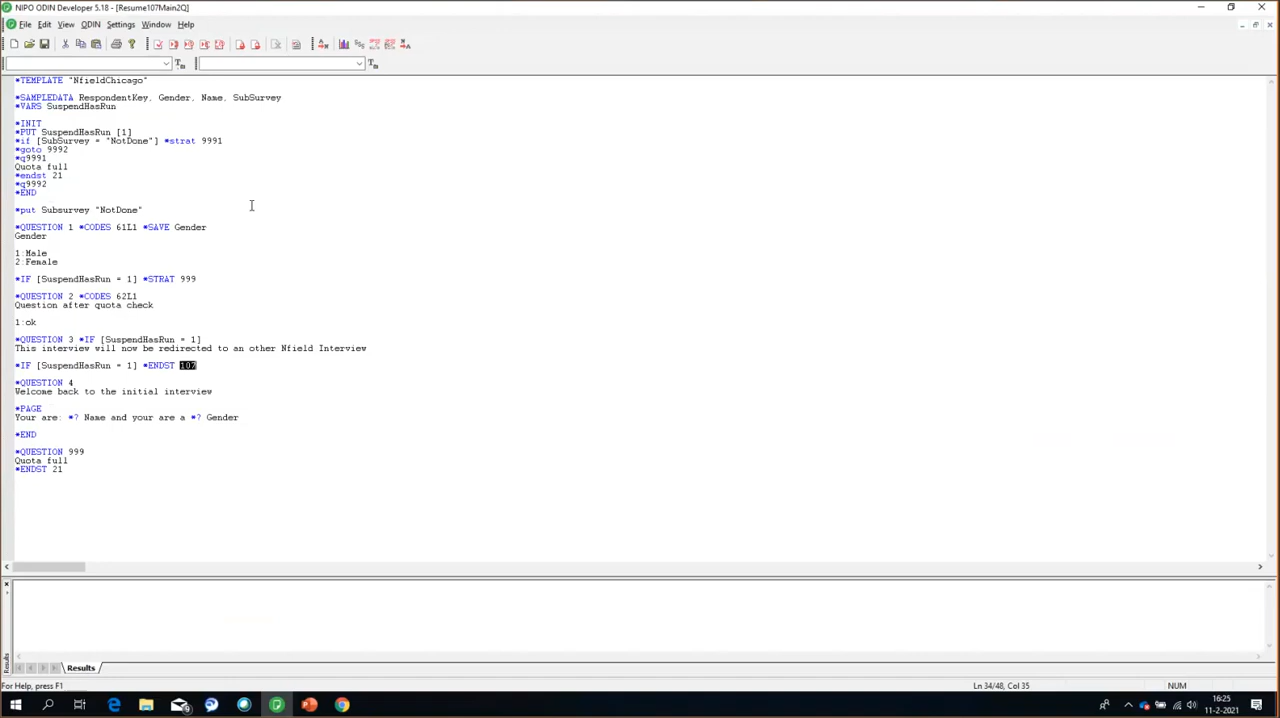 NIPO ODIN Developer 5.18 - [Resume107Main2Q]
File Edit View ODIN Settings Window Help
*TEMPLATE "NfieldChicago"
*SAMPLEDATA RespondentKey, Gender, Name, SubSurvey
*VARS SuspendHasRun
*INIT
*PUT SuspendHasRun [1]
*if [SubSurvey = "NotDone"] *strat 9991
*goto 9992
*q9991
Quota full
*endst 21
*q9992
*END
*put Subsurvey "NotDone"
*QUESTION 1 *CODES 61L1 *SAVE Gender
Gender
1:Male
2:Female
*IF [SuspendHasRun = 1] *STRAT 999
*QUESTION 2 *CODES 62L1
Question after quota check
1:ok
*QUESTION 3 *IF [SuspendHasRun = 1]
This interview will now be redirected to an other Nfield Interview
*IF [SuspendHasRun = 1] *ENDST 107
*QUESTION 4
Welcome back to the initial interview
*PAGE
Your are: *? Name and your are a *? Gender
*END
*QUESTION 999
Quota full
*ENDST 21
Results
Results
For Help, press F1
Ln 34/48, Col 35
NUM
16:25
11-2-2021